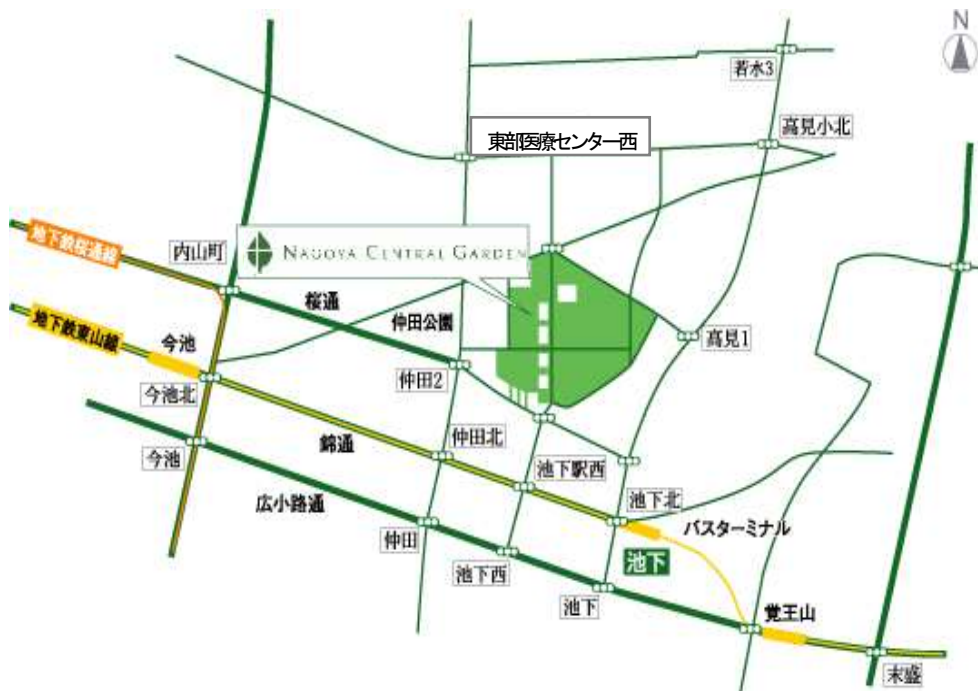 N
若水3
高見小北
東部医療センター西
地下鉄桜通線
内山町
NAGOYA CENTRAL GARDEN
桜通
仲田公園
地下鉄東山線
今池
高見1
今池北
仲田2
仲田北
今池
錦通
池下駅西
広小路通
池下北
バスターミナル
仲田
池下西
池下
池下
覚王山
末盛